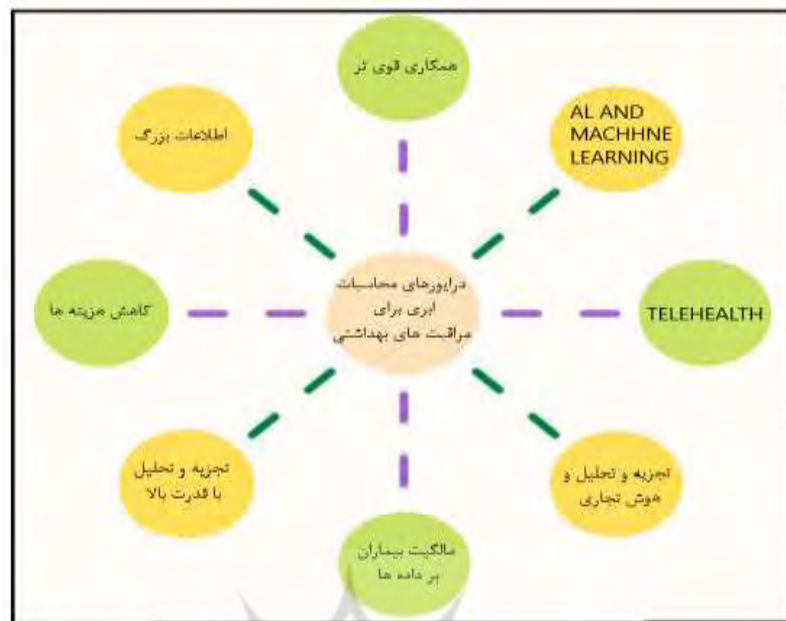 همکاری قوی تر
اطلاعات بزرگ
AL AND
MACHHNE
LEARNING
درایورهای محاسبات
ابری برای
مراقبت های بهداشتی
کاهش هزینه ها
TELEHEALTH
تجزیه و تحلیل
با قدرت بالا
تجزیه و تحلیل و
هوش تجاری
مالگیت بیماران
بر داده ها